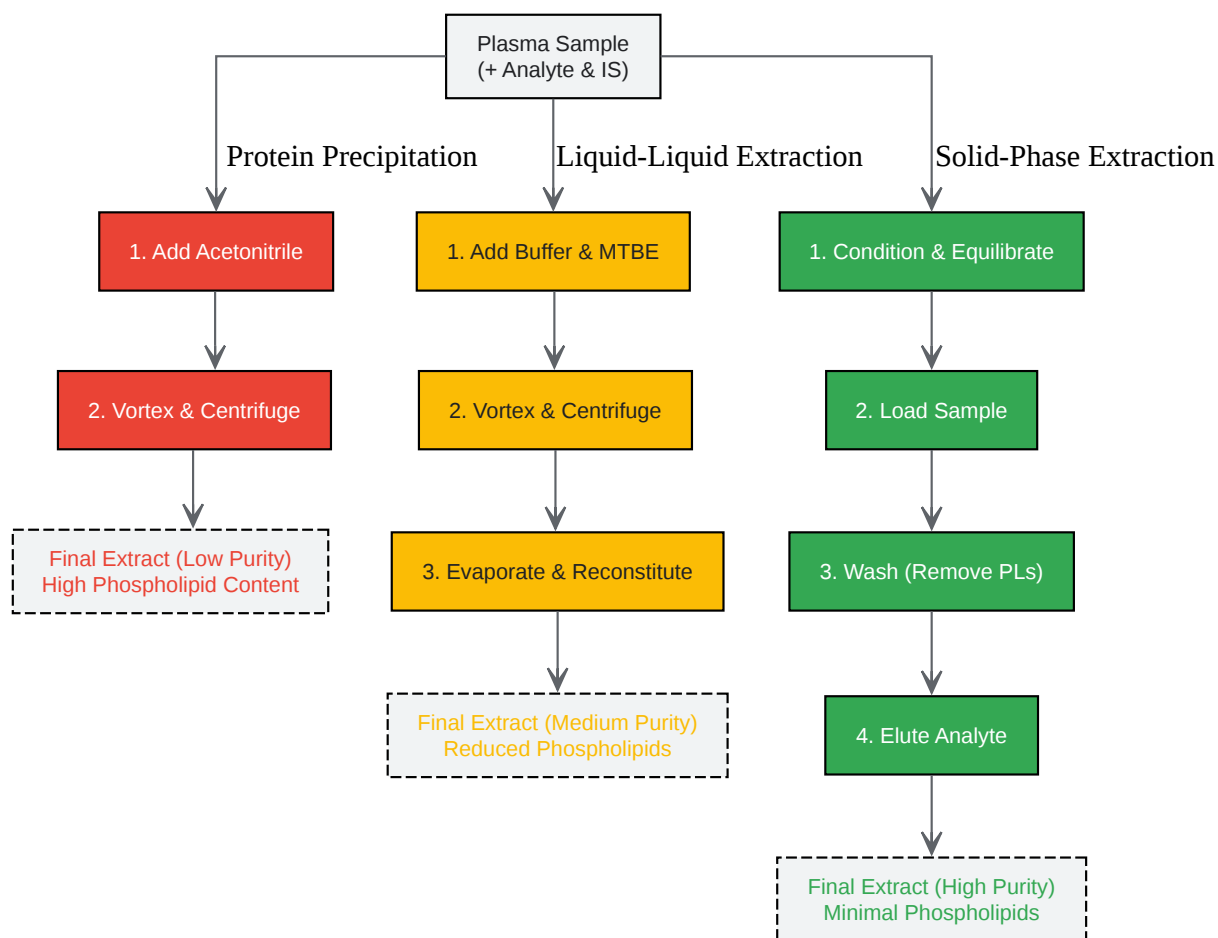 Plasma Sample
(+ Analyte & IS)
Protein Precipitation
Liquid-Liquid Extraction
Solid-Phase Extraction
1. Add Acetonitrile
1. Add Buffer & MTBE
1. Condition & Equilibrate
2. Vortex & Centrifuge
2. Vortex & Centrifuge
2. Load Sample
Final Extract (Low Purity)
High Phospholipid Content
3. Evaporate & Reconstitute
3. Wash (Remove PLs)
Final Extract (Medium Purity)
Reduced Phospholipids
4. Elute Analyte
Final Extract (High Purity)
Minimal Phospholipids